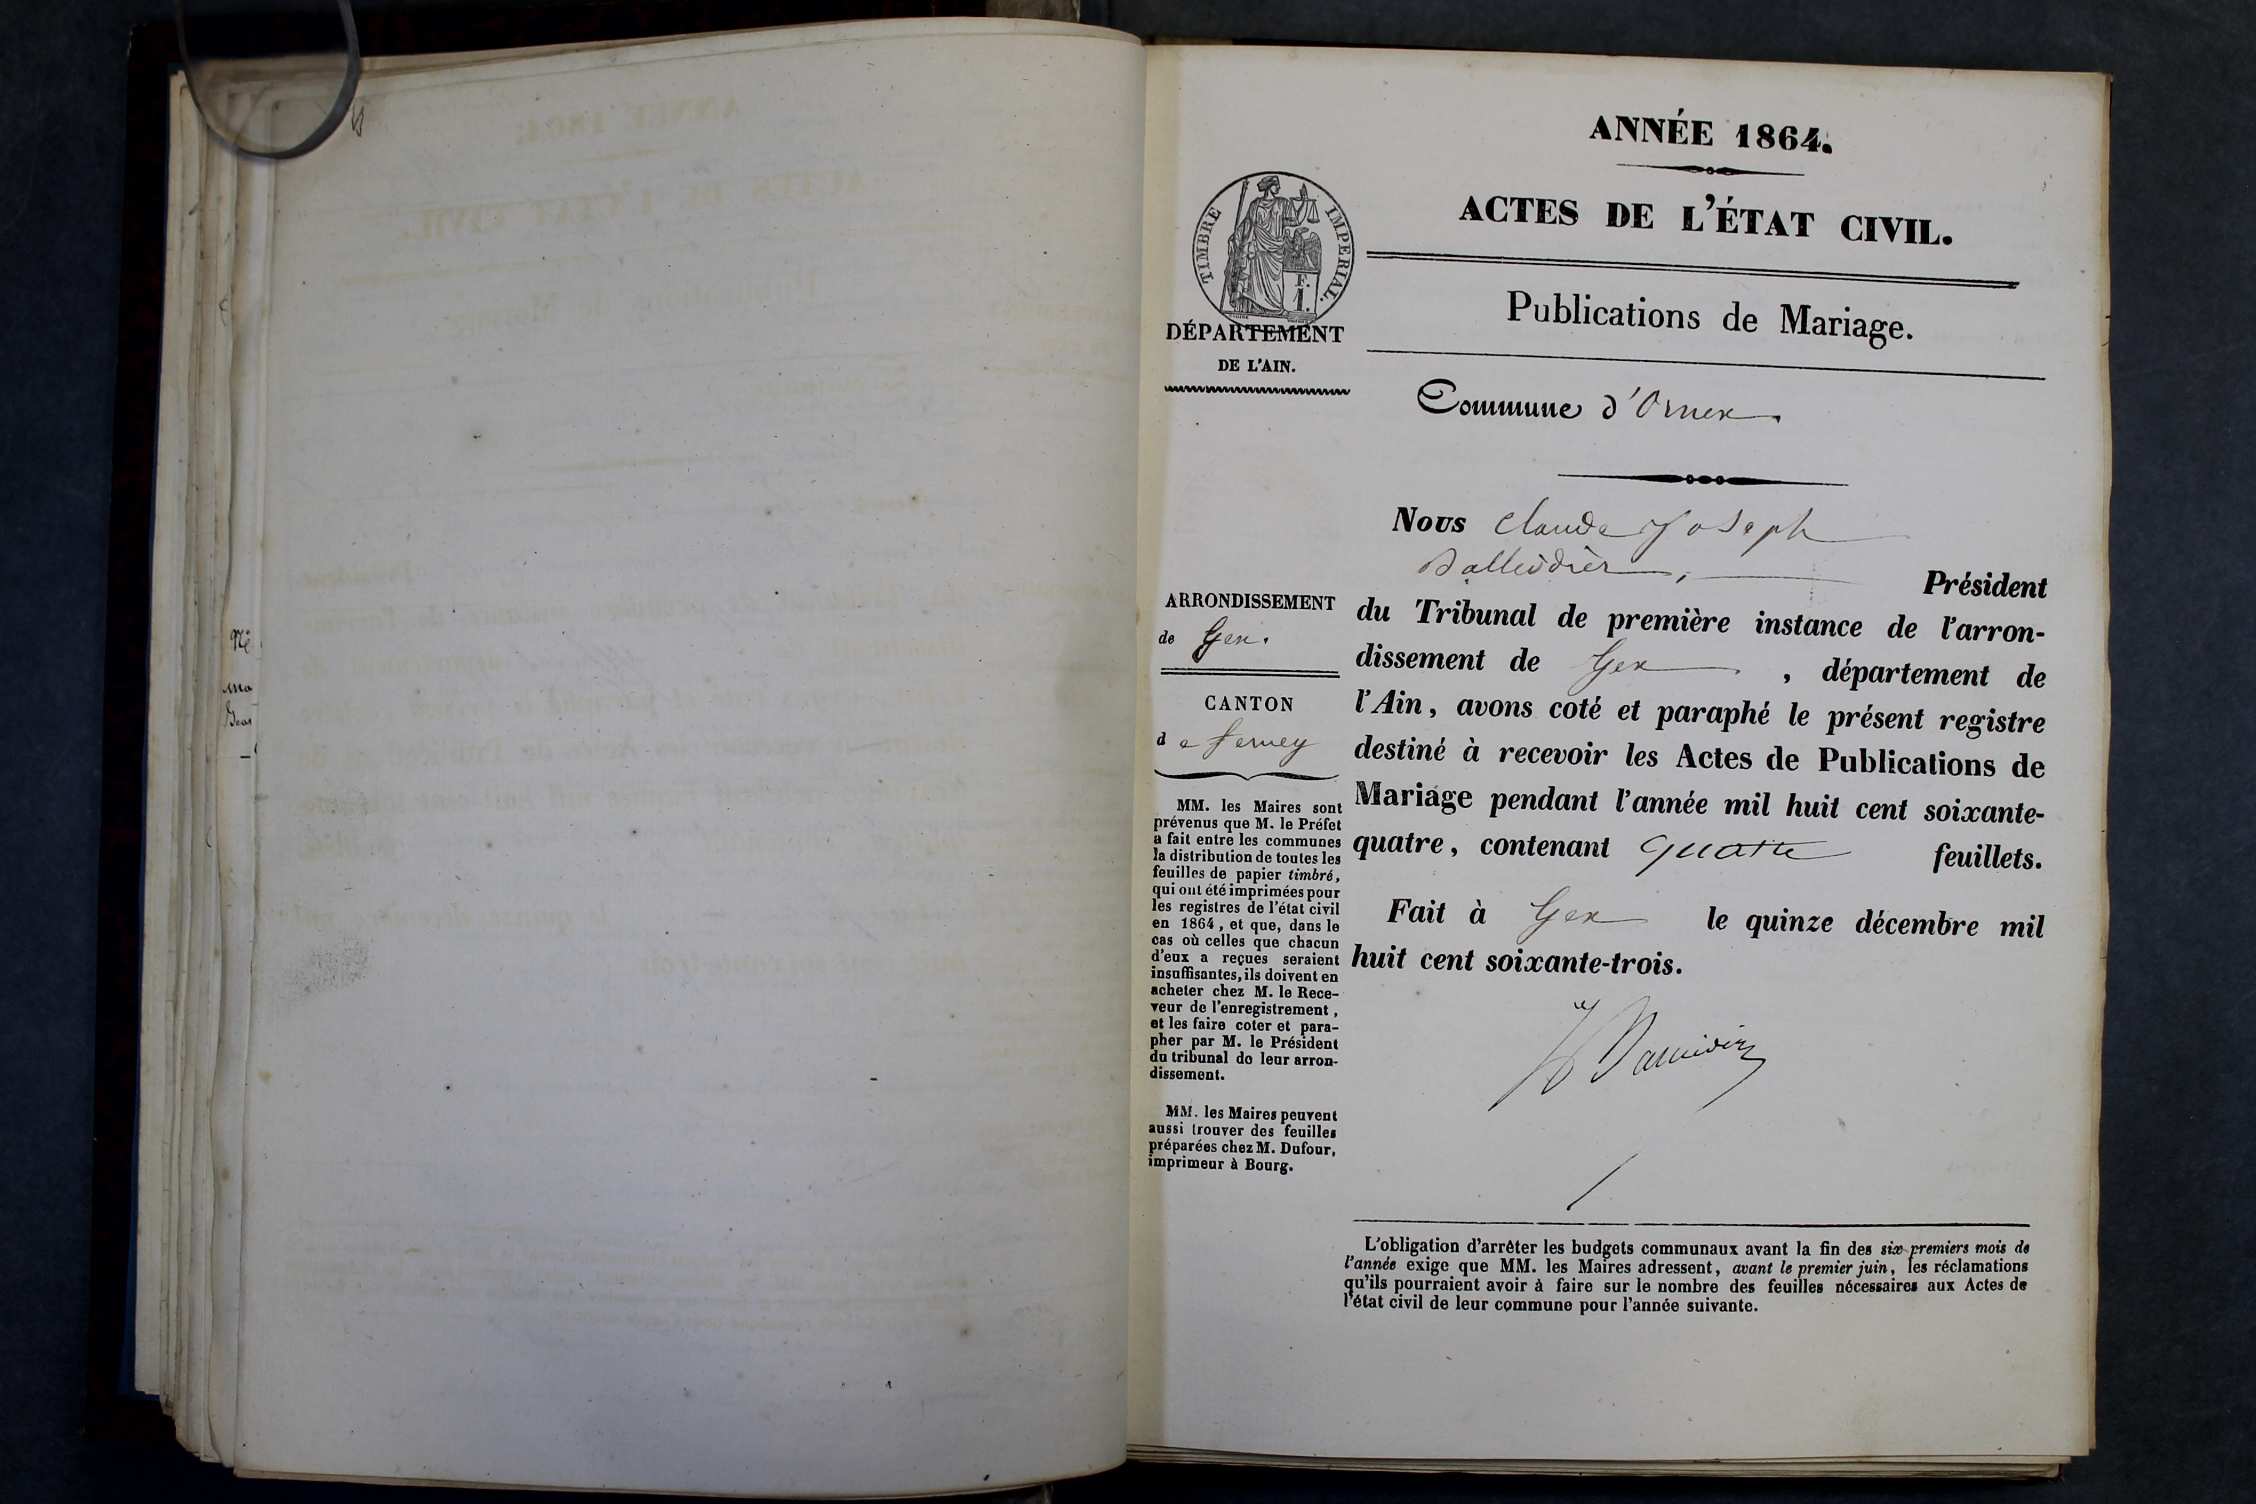 ANNÉE 1864.
ACTES DE L'ÉTAT CIVIL.
Publications de Mariage.
TIMBRE IMPERIAL.
F.
1.
DÉPARTEMENT
DE L'AIN.
Commune d'Ornex
ARRONDISSEMENT
de Gex.
CANTON
de Ferney
MM. les Maires sont
prévenus que M. le Préfet
a fait entre les communes
la distribution de toutes les
feuilles de papier timbré,
qui ont été imprimées pour
les registres de l'état civil
en 1864, et que, dans le
cas où celles que chacun
d'eux a reçues seraient
insuffisantes, ils doivent en
acheter chez M. le Rece-
veur de l'enregistrement,
et les faire coter et para-
pher par M. le Président
du tribunal de leur arron-
dissement.
MM. les Maires peuvent
aussi trouver des feuilles
préparées chez M. Dufour,
imprimeur à Bourg.
Nous Claude Joseph
Balleidier, Président
du Tribunal de première instance de l'arron-
dissement de Gex, département de
l'Ain, avons coté et paraphé le présent registre
destiné à recevoir les Actes de Publications de
Mariage pendant l'année mil huit cent soixante-
quatre, contenant quatre feuillets.
Fait à Gex le quinze décembre mil
huit cent soixante-trois.
L'obligation d'arrêter les budgets communaux avant la fin des six premiers mois de
l'année exige que MM. les Maires adressent, avant le premier juin, les réclamations
qu'ils pourraient avoir à faire sur le nombre des feuilles nécessaires aux Actes de
l'état civil de leur commune pour l'année suivante.